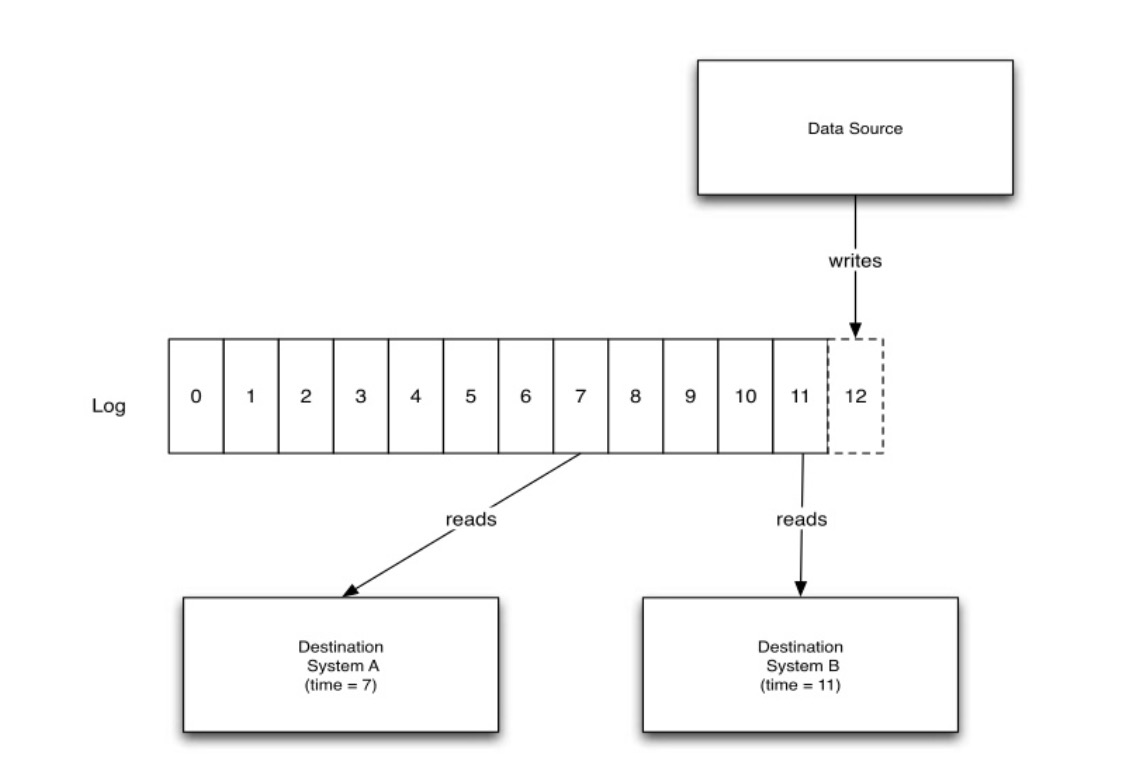 Data Source
writes
Log
0 1 2 3 4 5 6 7 8 9 10 11 12
reads
reads
Destination
System A
(time = 7)
Destination
System B
(time = 11)